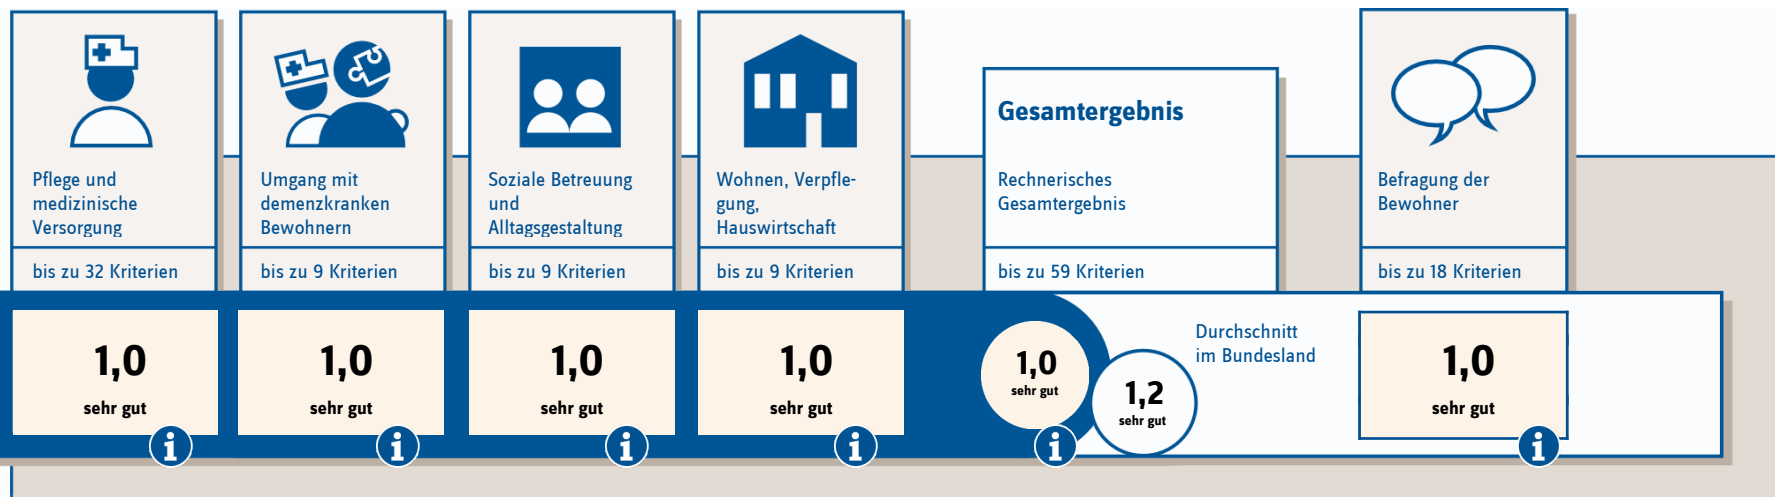 Pflege und
medizinische
Versorgung
bis zu 32 Kriterien
1,0
sehr gut
i
Umgang mit
demenzkranken
Bewohnern
bis zu 9 Kriterien
1,0
sehr gut
i
Soziale Betreuung
und
Alltagsgestaltung
bis zu 9 Kriterien
1,0
sehr gut
i
Wohnen, Verpfle-
gung,
Hauswirtschaft
bis zu 9 Kriterien
1,0
sehr gut
i
Gesamtergebnis
Rechnerisches
Gesamtergebnis
bis zu 59 Kriterien
1,0
sehr gut
i
1,2
sehr gut
Durchschnitt
im Bundesland
Befragung der
Bewohner
bis zu 18 Kriterien
1,0
sehr gut
i